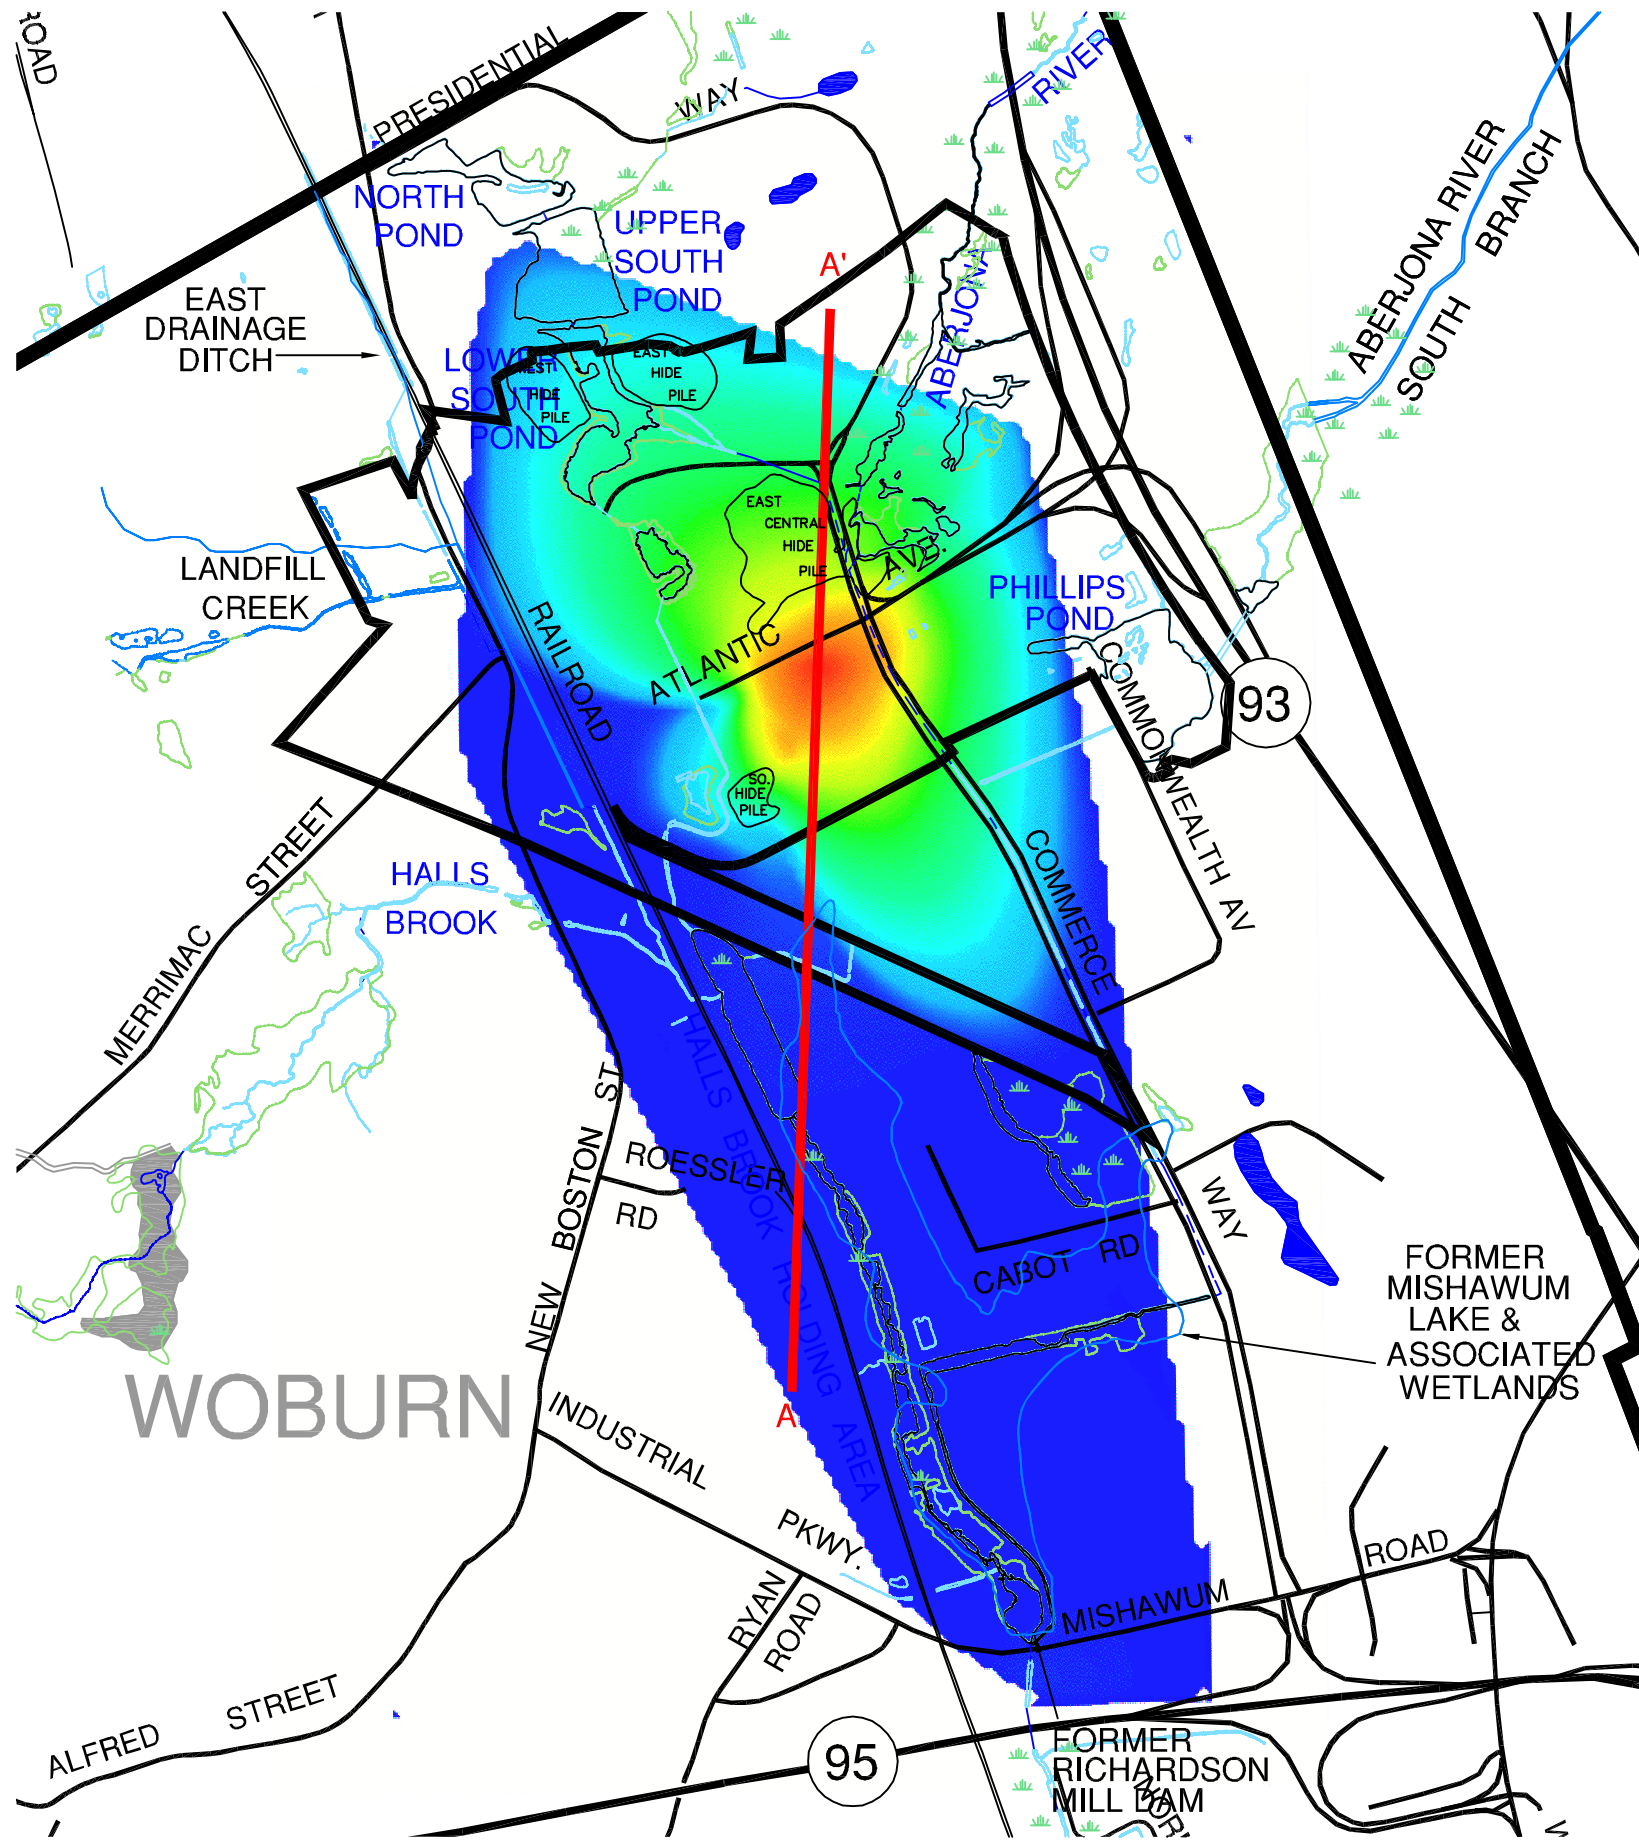 ROAD
PRESIDENTIAL
WAY
RIVER
NORTH
POND
UPPER
SOUTH
POND
A'
ABERJONA
ABERJONA RIVER
SOUTH BRANCH
EAST
DRAINAGE
DITCH
LOWER
SOUTH
POND
WEST
HIDE
PILE
EAST
HIDE
PILE
EAST
CENTRAL
HIDE
PILE
AVE.
ATLANTIC
LANDFILL
CREEK
RAILROAD
PHILLIPS
POND
COMMONWEALTH AV
93
SO.
HIDE
PILE
MERRIMAC STREET
HALLS
BROOK
COMMERCE
WAY
HALLS BROOK HOLDING AREA
NEW BOSTON ST
ROESSLER
RD
CABOT RD
FORMER
MISHAWUM
LAKE &
ASSOCIATED
WETLANDS
WOBURN
A
INDUSTRIAL
PKWY.
RYAN
ROAD
MISHAWUM
ROAD
ALFRED STREET
95
FORMER
RICHARDSON
MILL DAM